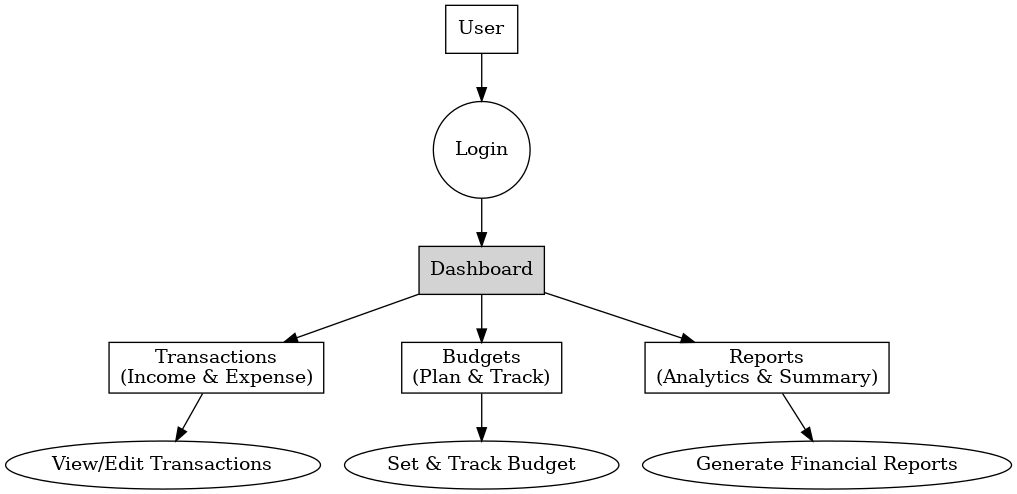 User
Login
Dashboard
Transactions
(Income & Expense)
Budgets
(Plan & Track)
Reports
(Analytics & Summary)
View/Edit Transactions
Set & Track Budget
Generate Financial Reports